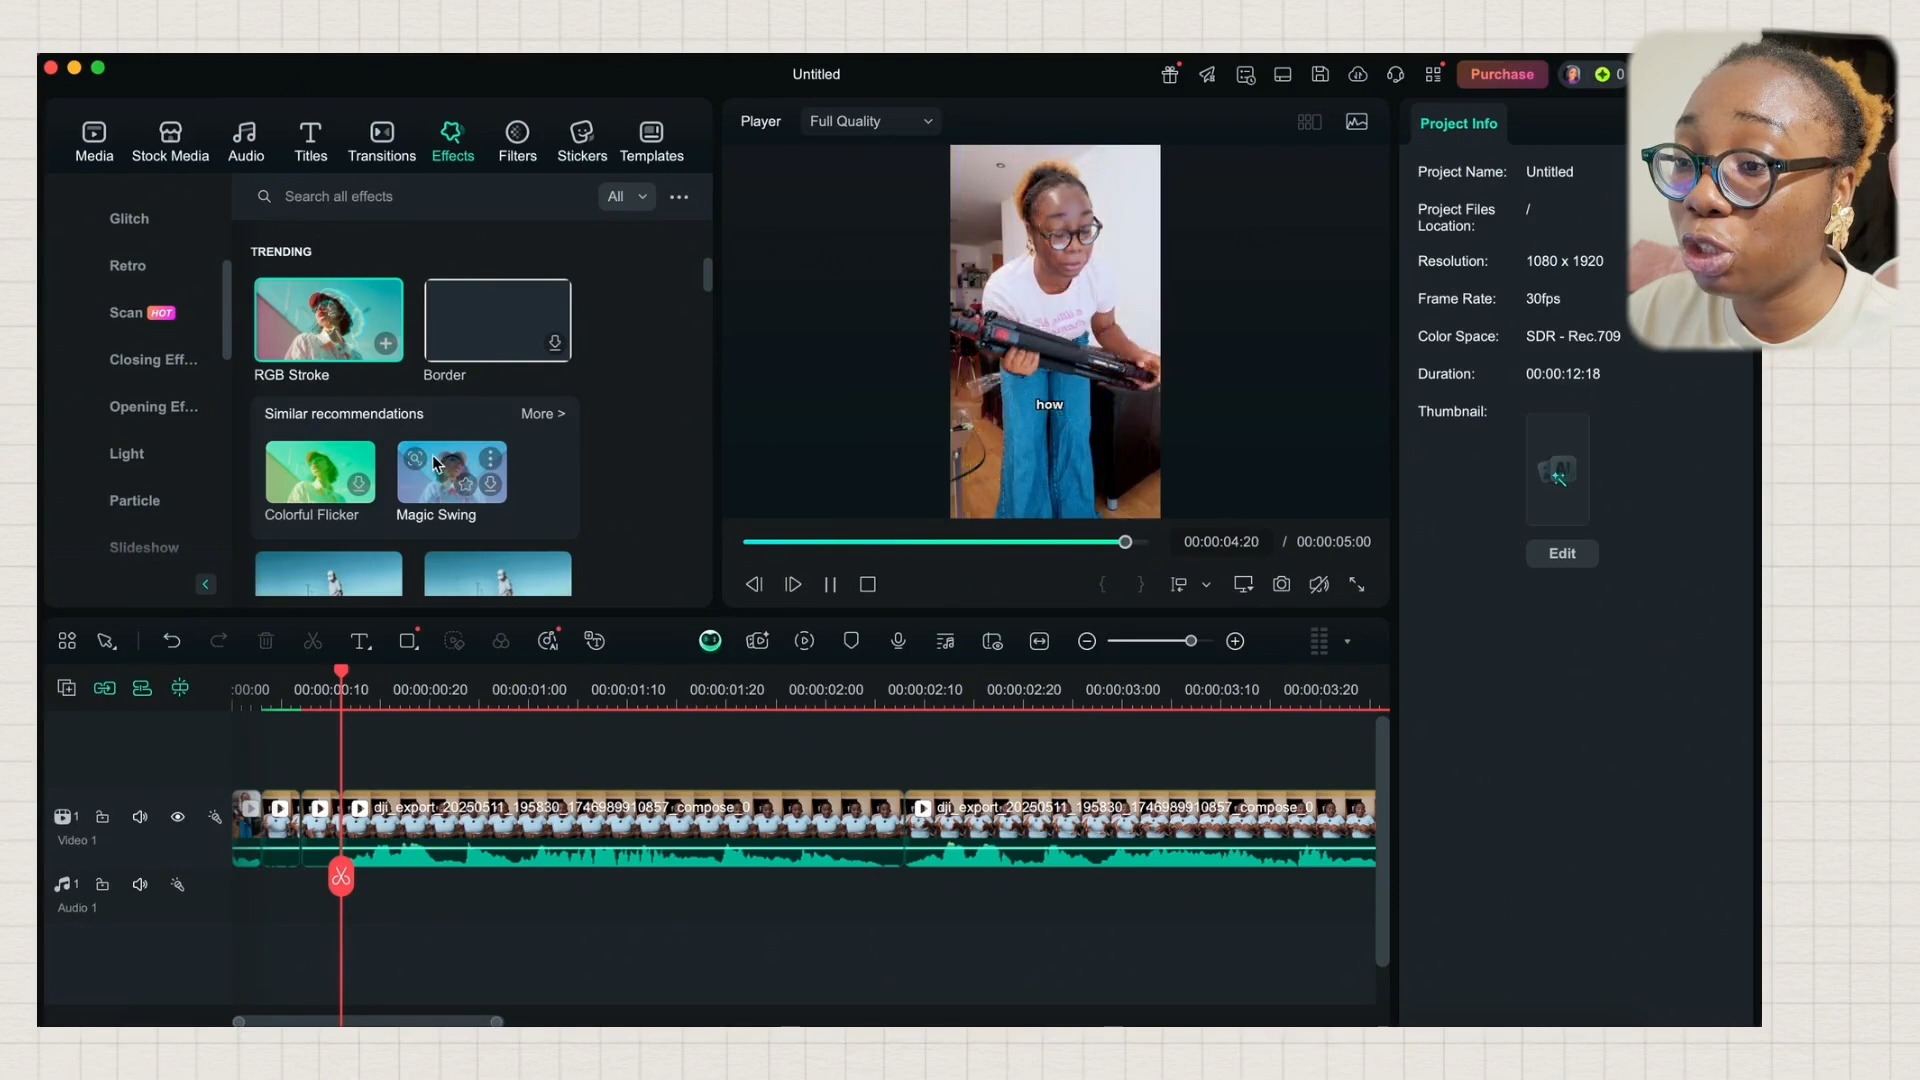 Untitled
Purchase
0
Media
Stock Media
Audio
Titles
Transitions
Effects
Filters
Stickers
Templates
Search all effects
All
Glitch
Retro
Scan HOT
Closing Eff...
Opening Ef...
Light
Particle
Slideshow
TRENDING
RGB Stroke
Border
Similar recommendations
More >
Colorful Flicker
Magic Swing
Player
Full Quality
how
00:00:04:20 / 00:00:05:00
Project Info
Project Name: Untitled
Project Files Location: /
Resolution: 1080 x 1920
Frame Rate: 30fps
Color Space: SDR - Rec.709
Duration: 00:00:12:18
Thumbnail:
Edit
:00:00
00:00:00:10
00:00:00:20
00:00:01:00
00:00:01:10
00:00:01:20
00:00:02:00
00:00:02:10
00:00:02:20
00:00:03:00
00:00:03:10
00:00:03:20
1
dji_export_20250511_195830_1746989910857_compose_0
dji_export_20250511_195830_1746989910857_compose_0
Video 1
1
Audio 1